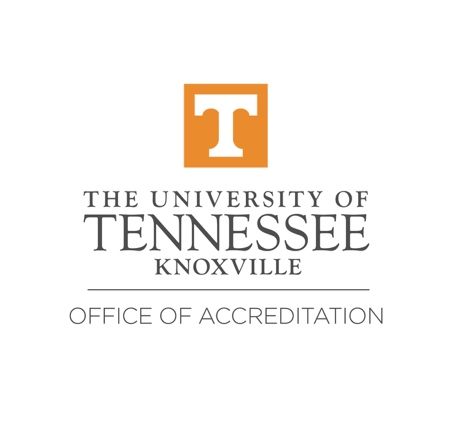 T
THE UNIVERSITY OF
TENNESSEE
KNOXVILLE
OFFICE OF ACCREDITATION